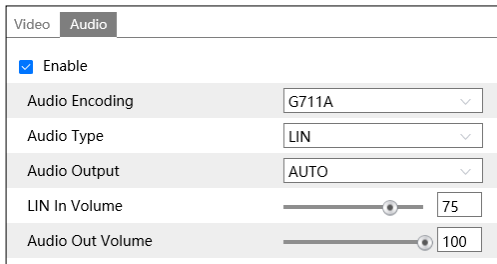 Video Audio
Enable
Audio Encoding G711A
Audio Type LIN
Audio Output AUTO
LIN In Volume 75
Audio Out Volume 100